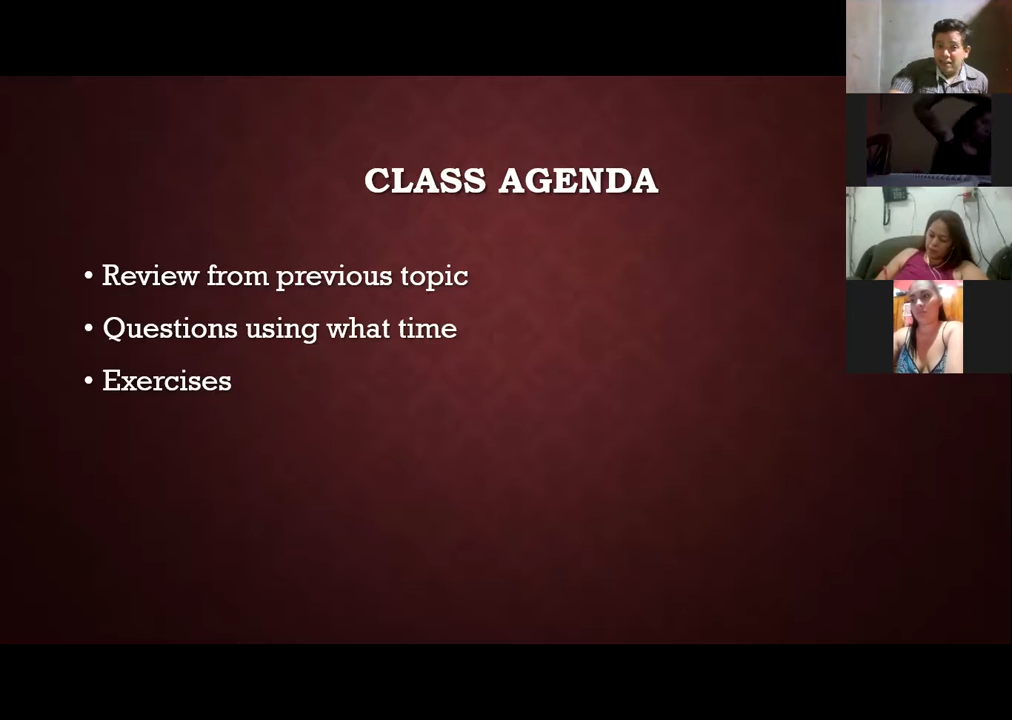 CLASS AGENDA
• Review from previous topic
• Questions using what time
• Exercises